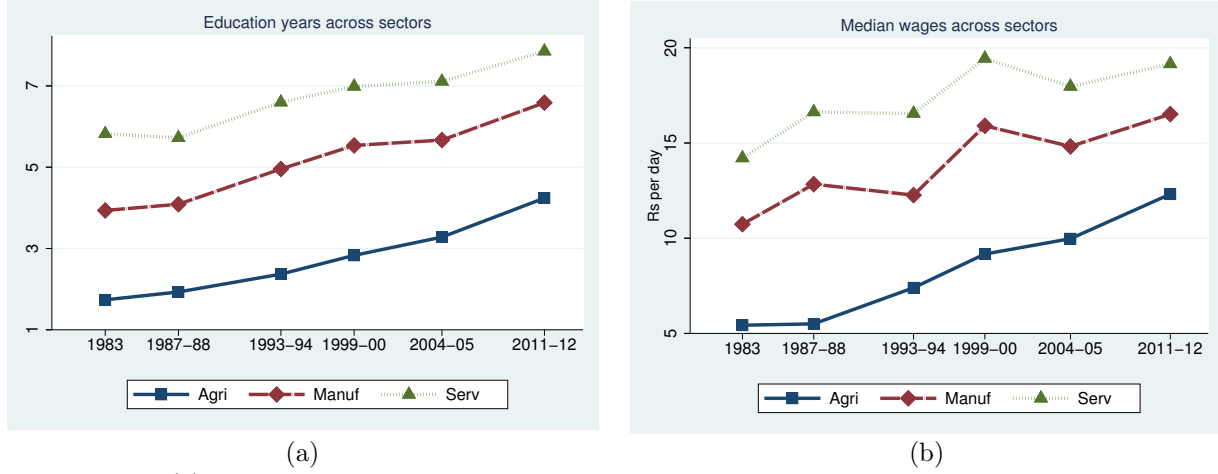 Education years across sectors
7
5
3
1
1983 1987–88 1993–94 1999–00 2004–05 2011–12
Agri Manuf Serv
(a)
Median wages across sectors
Rs per day
20
15
10
5
1983 1987–88 1993–94 1999–00 2004–05 2011–12
Agri Manuf Serv
(b)